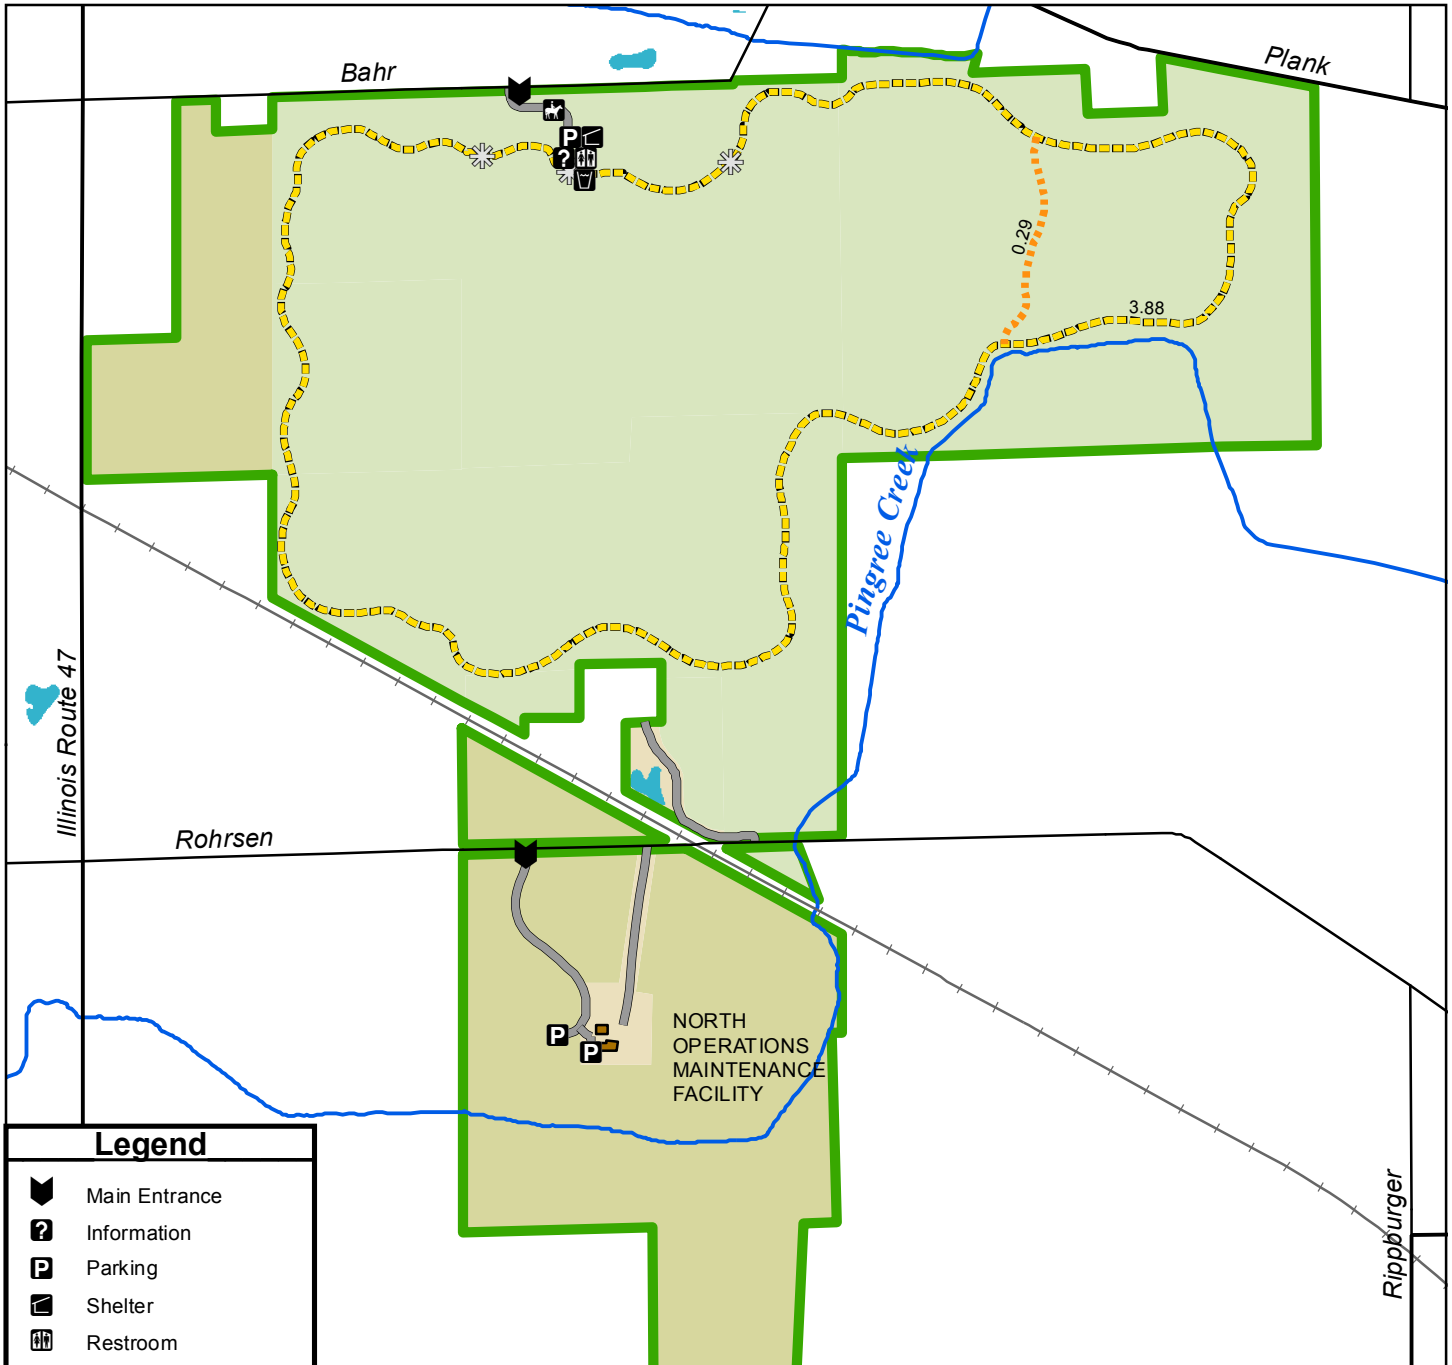 Plank
Bahr
P
?
0.29
3.88
Pingree Creek
Illinois Route 47
Rohrsen
NORTH
OPERATIONS
MAINTENANCE
FACILITY
P
P
Rippburger
Legend
Main Entrance
? Information
P Parking
Shelter
Restroom